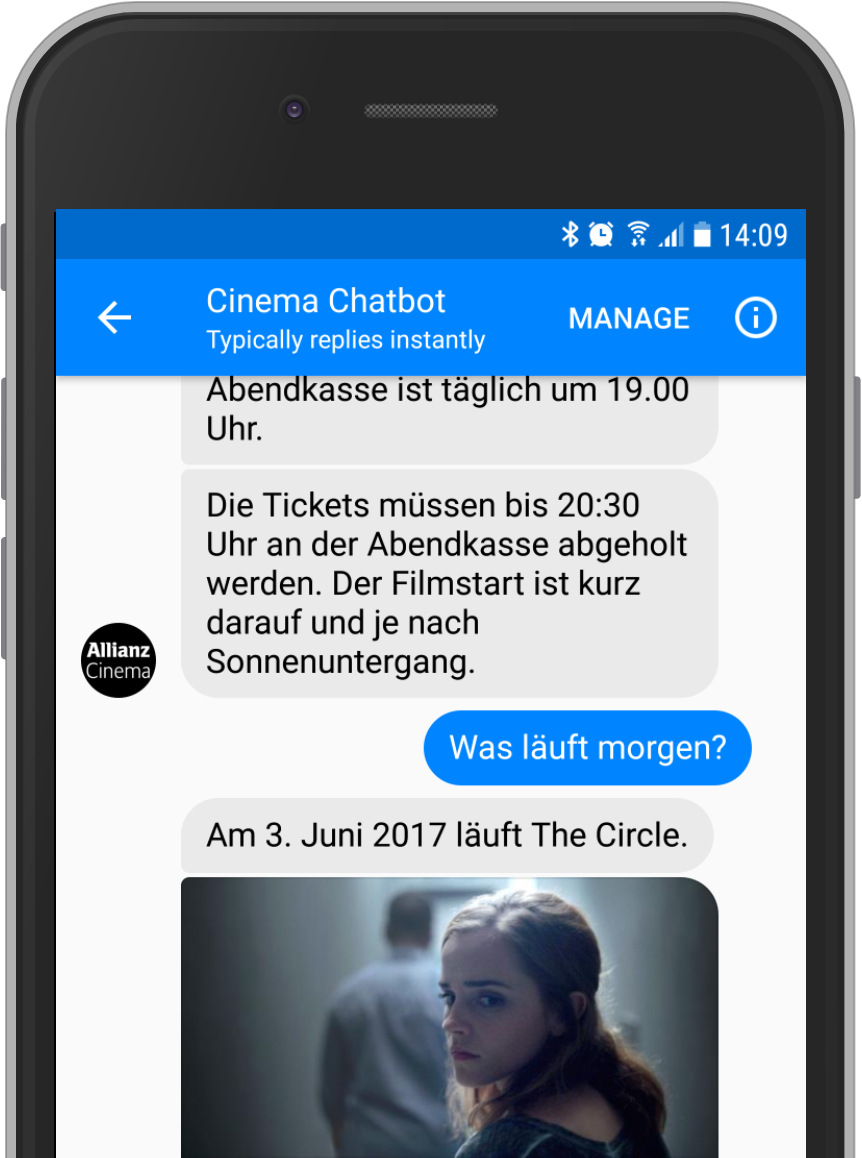 14:09
Cinema Chatbot
Typically replies instantly
MANAGE
Abendkasse ist täglich um 19.00
Uhr.
Die Tickets müssen bis 20:30
Uhr an der Abendkasse abgeholt
werden. Der Filmstart ist kurz
darauf und je nach
Sonnenuntergang.
Allianz
Cinema
Was läuft morgen?
Am 3. Juni 2017 läuft The Circle.